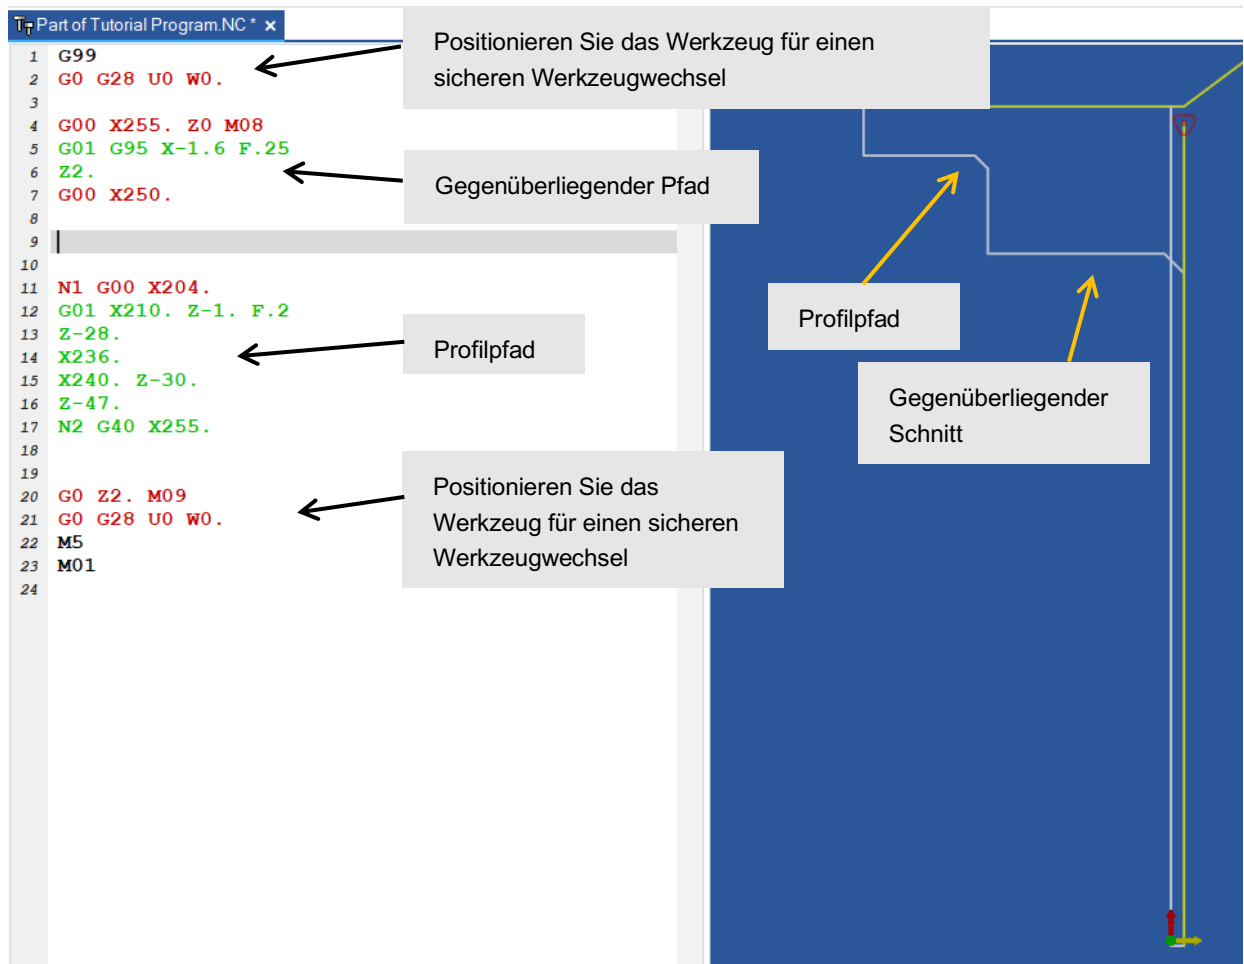 Part of Tutorial Program.NC * ×
1 G99
2 G0 G28 U0 W0.
3
4 G00 X255. Z0 M08
5 G01 G95 X-1.6 F.25
6 Z2.
7 G00 X250.
8
9
10
11 N1 G00 X204.
12 G01 X210. Z-1. F.2
13 Z-28.
14 X236.
15 X240. Z-30.
16 Z-47.
17 N2 G40 X255.
18
19
20 G0 Z2. M09
21 G0 G28 U0 W0.
22 M5
23 M01
24
Positionieren Sie das Werkzeug für einen
sicheren Werkzeugwechsel
Gegenüberliegender Pfad
Profilpfad
Positionieren Sie das
Werkzeug für einen sicheren
Werkzeugwechsel
Profilpfad
Gegenüberliegender
Schnitt